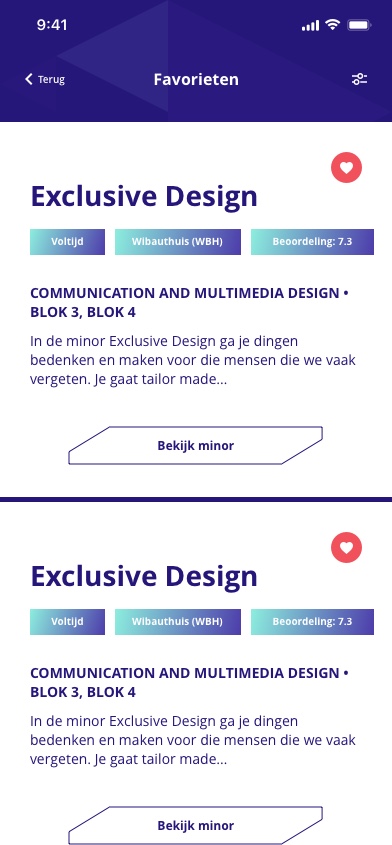 9:41
Terug
Favorieten
Exclusive Design
Voltijd
Wibauthuis (WBH)
Beoordeling: 7.3
COMMUNICATION AND MULTIMEDIA DESIGN •
BLOK 3, BLOK 4
In de minor Exclusive Design ga je dingen
bedenken en maken voor die mensen die we vaak
vergeten. Je gaat tailor made...
Bekijk minor
Exclusive Design
Voltijd
Wibauthuis (WBH)
Beoordeling: 7.3
COMMUNICATION AND MULTIMEDIA DESIGN •
BLOK 3, BLOK 4
In de minor Exclusive Design ga je dingen
bedenken en maken voor die mensen die we vaak
vergeten. Je gaat tailor made...
Bekijk minor